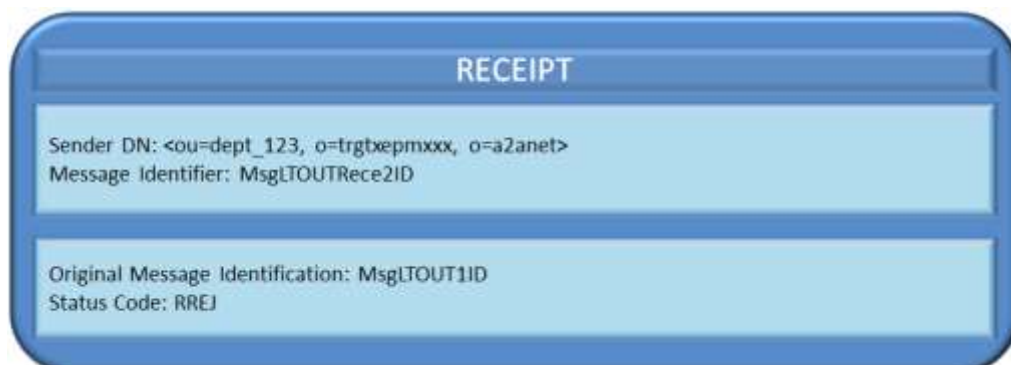 RECEIPT
Sender DN: <ou=dept_123, o=trgtxepmxxx, o=a2anet>
Message Identifier: MsgLTOUTRece2ID
Original Message Identification: MsgLTOUT1ID
Status Code: RREJ